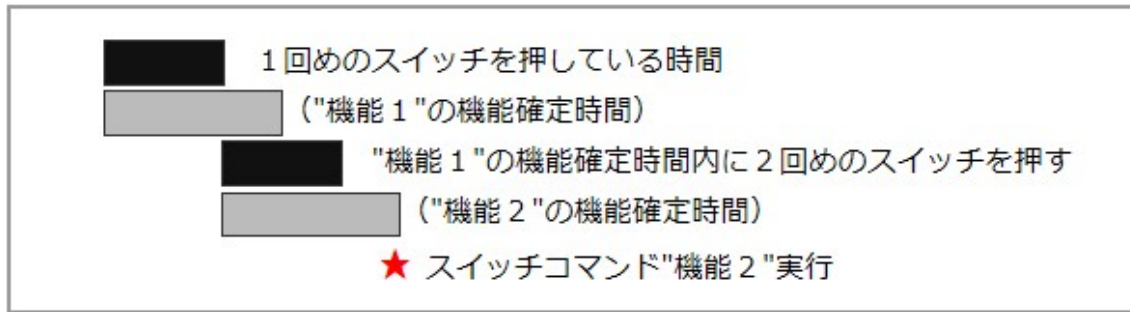 １回めのスイッチを押している時間
（"機能１"の機能確定時間）
"機能１"の機能確定時間内に２回めのスイッチを押す
（"機能２"の機能確定時間）
★ スイッチコマンド"機能２"実行